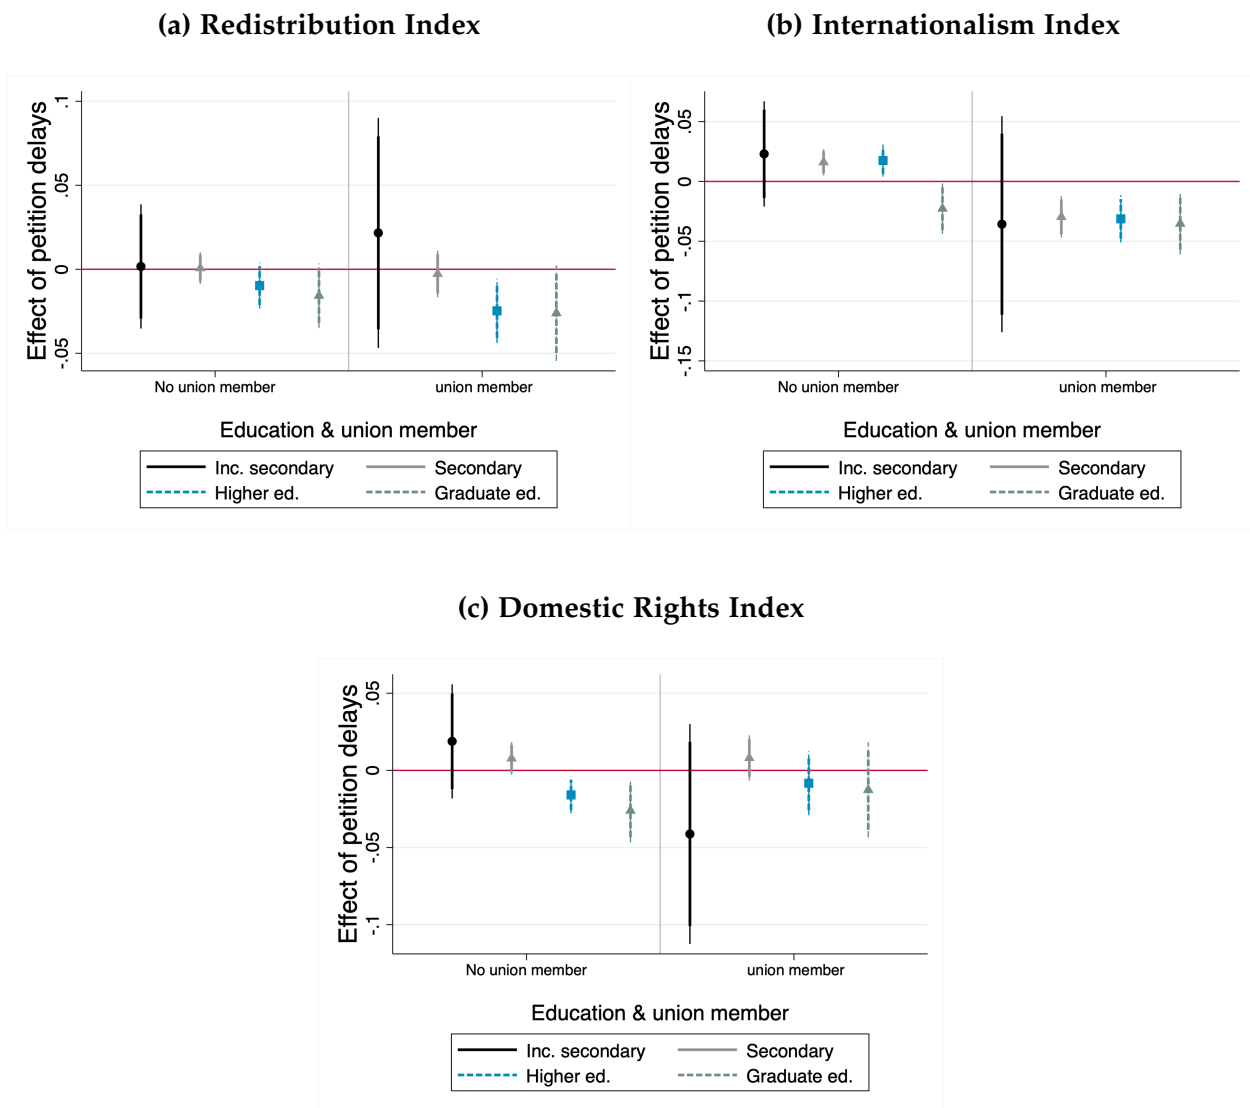 (a) Redistribution Index
Effect of petition delays
.1
.05
0
-.05
No union member
union member
Education & union member
Inc. secondary
Secondary
Higher ed.
Graduate ed.
(b) Internationalism Index
Effect of petition delays
.05
0
-.05
-.1
-.15
No union member
union member
Education & union member
Inc. secondary
Secondary
Higher ed.
Graduate ed.
(c) Domestic Rights Index
Effect of petition delays
.05
0
-.05
-.1
No union member
union member
Education & union member
Inc. secondary
Secondary
Higher ed.
Graduate ed.